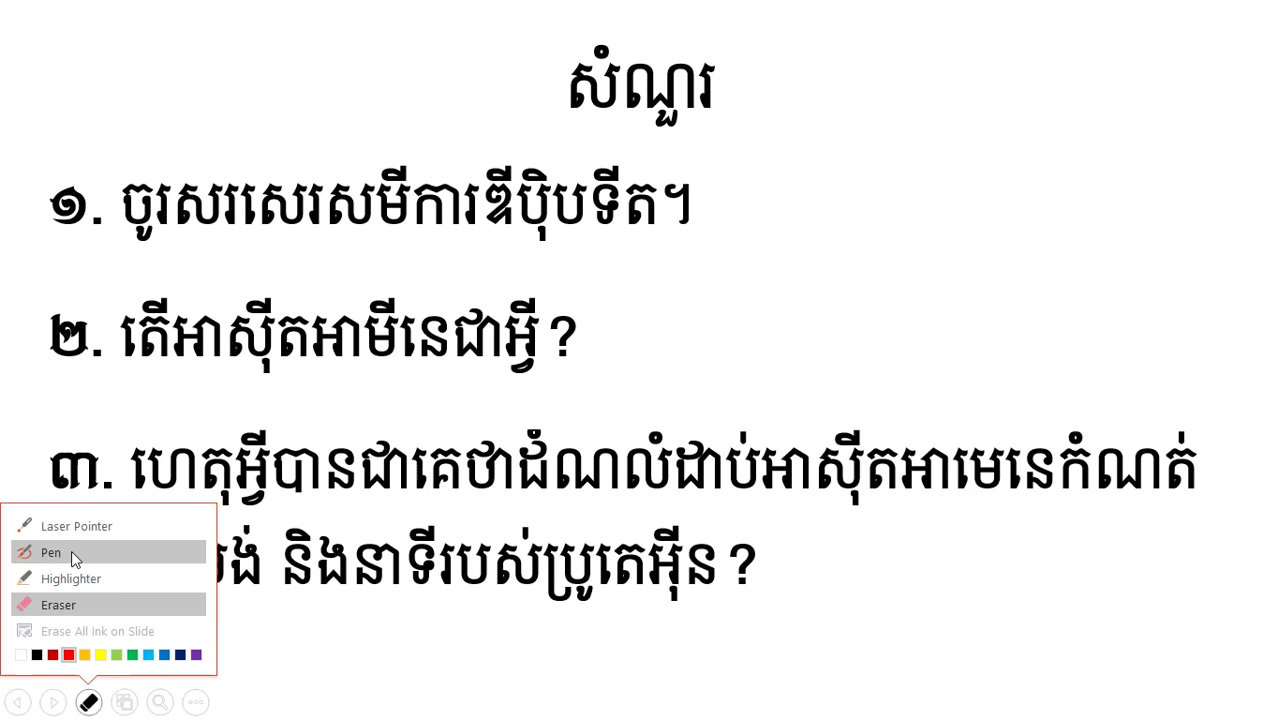 សំណួរ
១. ចូរសរសេរសមីការឌីប៉ិបទីត។
២. តើអាស៊ីតអាមីនេជាអ្វី?
៣. ហេតុអ្វីបានជាគេថាដំណលំដាប់អាស៊ីតអាមេនេកំណត់
និងនាទីរបស់ប្រូតេអ៊ីន?
Laser Pointer
Pen
Highlighter
Eraser
Erase All Ink on Slide